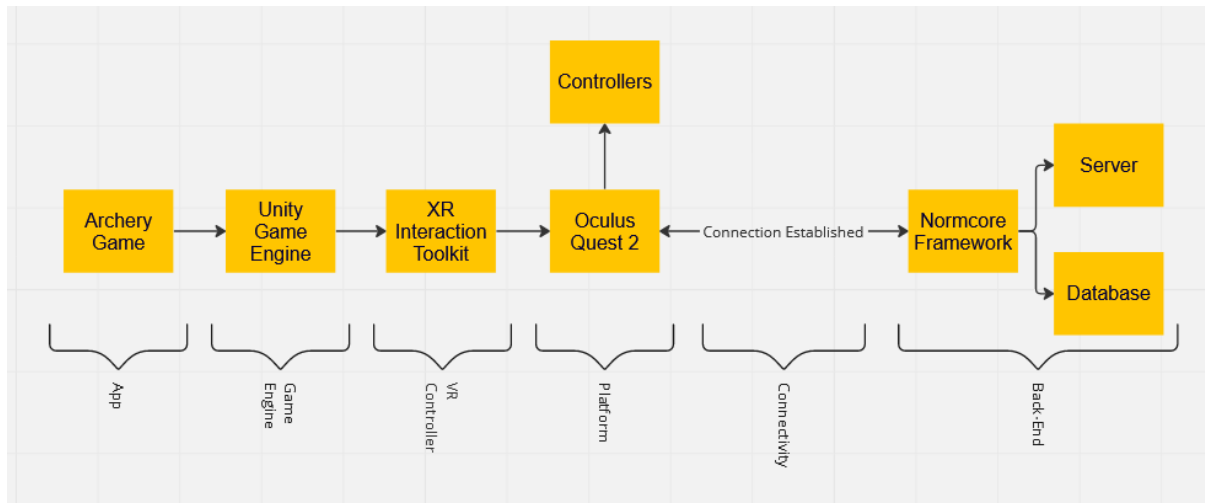 Controllers
Server
Archery
Game
Unity
Game
Engine
XR
Interaction
Toolkit
Oculus
Quest 2
Connection Established
Normcore
Framework
Database
App
Game
Engine
VR
Controller
Platform
Connectivity
Back-End